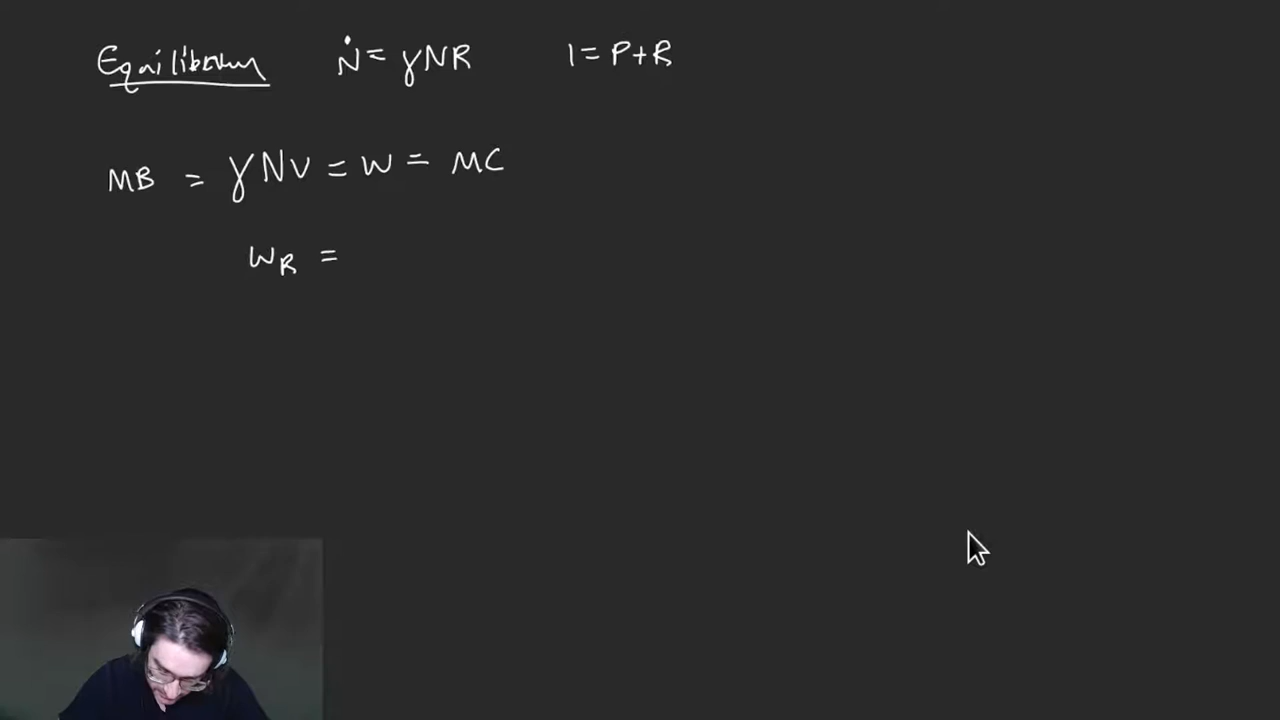 Equilibrium Ṅ = γNR 1 = P+R
MB = γNv = w = MC
w_R =